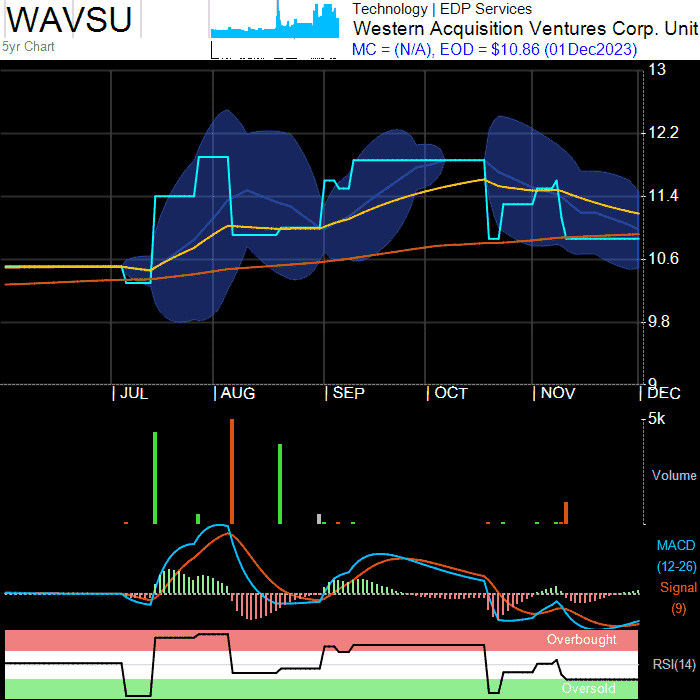 WAVSU
5yr Chart
Technology | EDP Services
Western Acquisition Ventures Corp. Unit
MC = (N/A), EOD = $10.86 (01Dec2023)
13
12.2
11.4
10.6
9.8
9
JUL
AUG
SEP
OCT
NOV
DEC
5k
Volume
MACD
(12-26)
Signal
(9)
Overbought
RSI(14)
Oversold